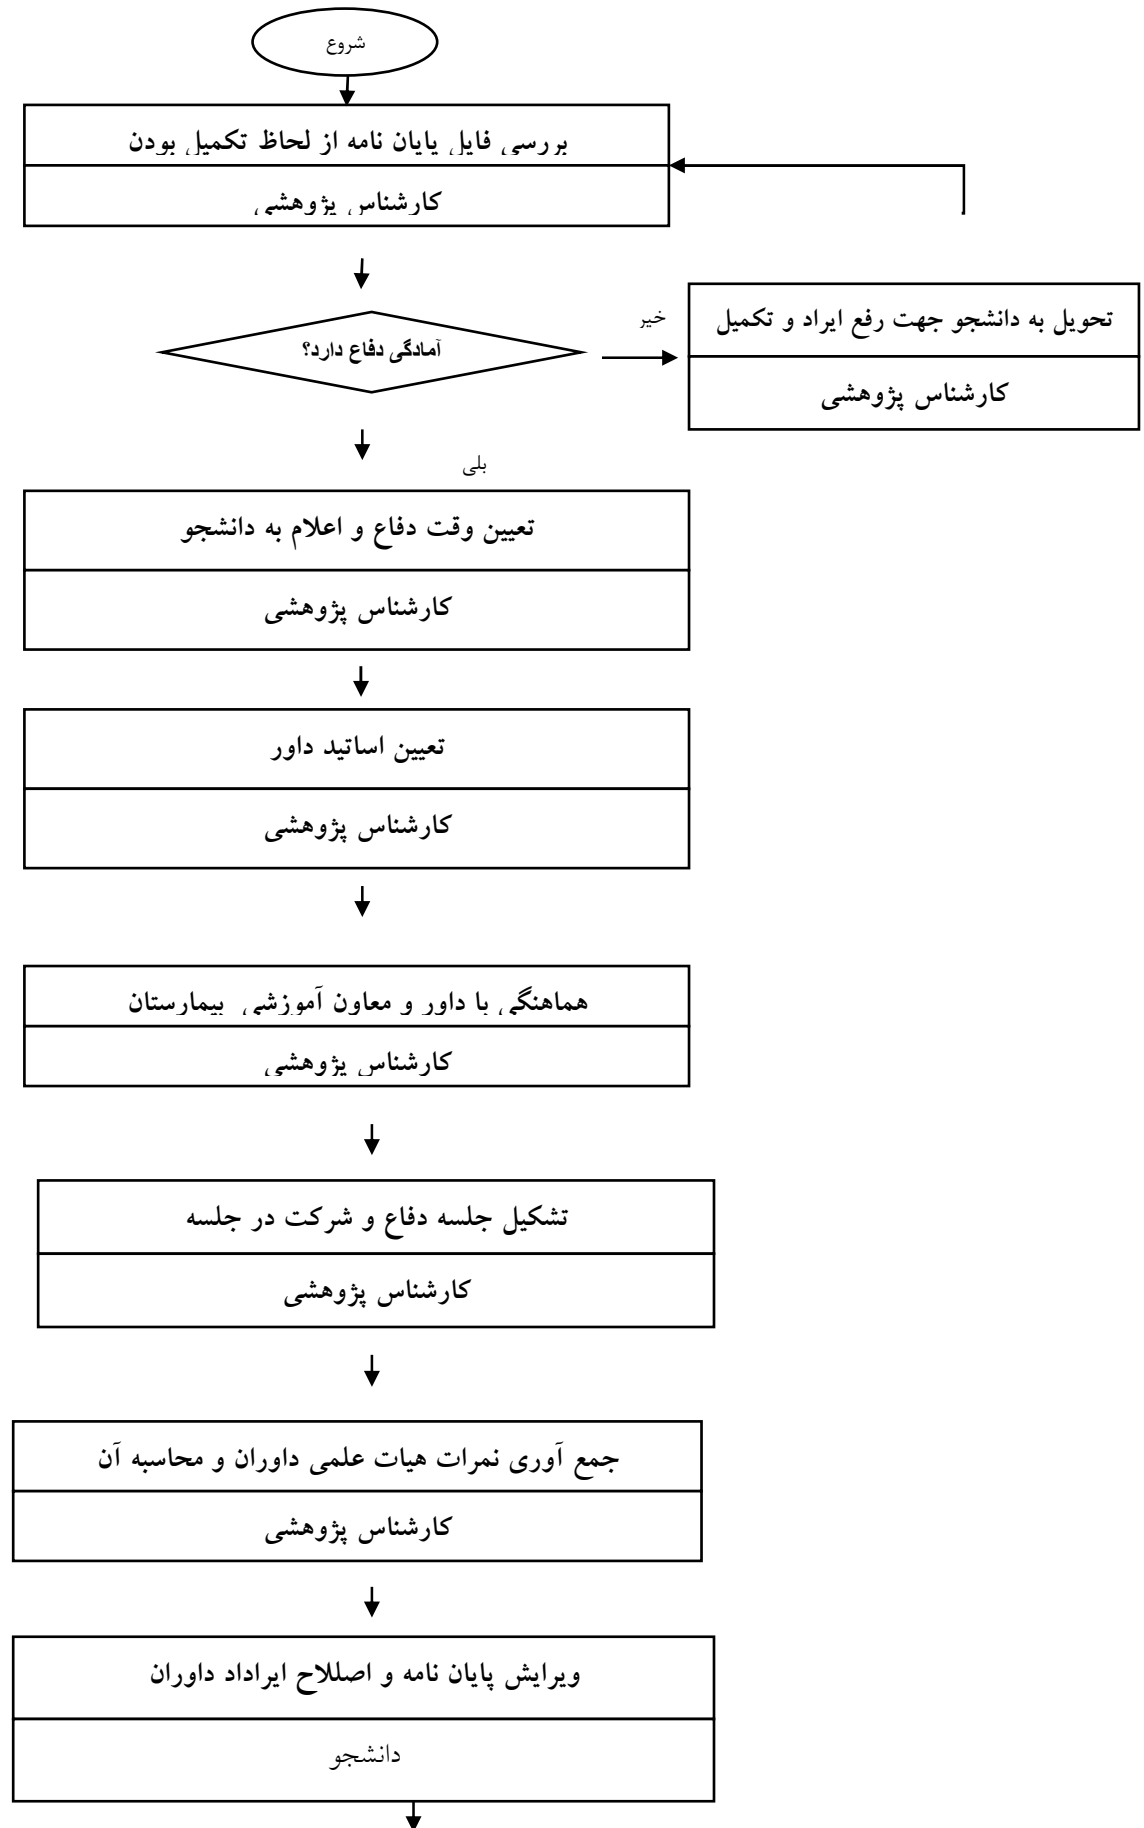 شروع
بررسی فایل پایان نامه از لحاظ تکمیل بودن
کارشناس پژوهشی
آمادگی دفاع دارد؟
خیر
تحویل به دانشجو جهت رفع ایراد و تکمیل
کارشناس پژوهشی
بلی
تعیین وقت دفاع و اعلام به دانشجو
کارشناس پژوهشی
تعیین اساتید داور
کارشناس پژوهشی
هماهنگی با داور و معاون آموزشی بیمارستان
کارشناس پژوهشی
تشکیل جلسه دفاع و شرکت در جلسه
کارشناس پژوهشی
جمع آوری نمرات هیات علمی داوران و محاسبه آن
کارشناس پژوهشی
ویرایش پایان نامه و اصللاح ایراداد داوران
دانشجو